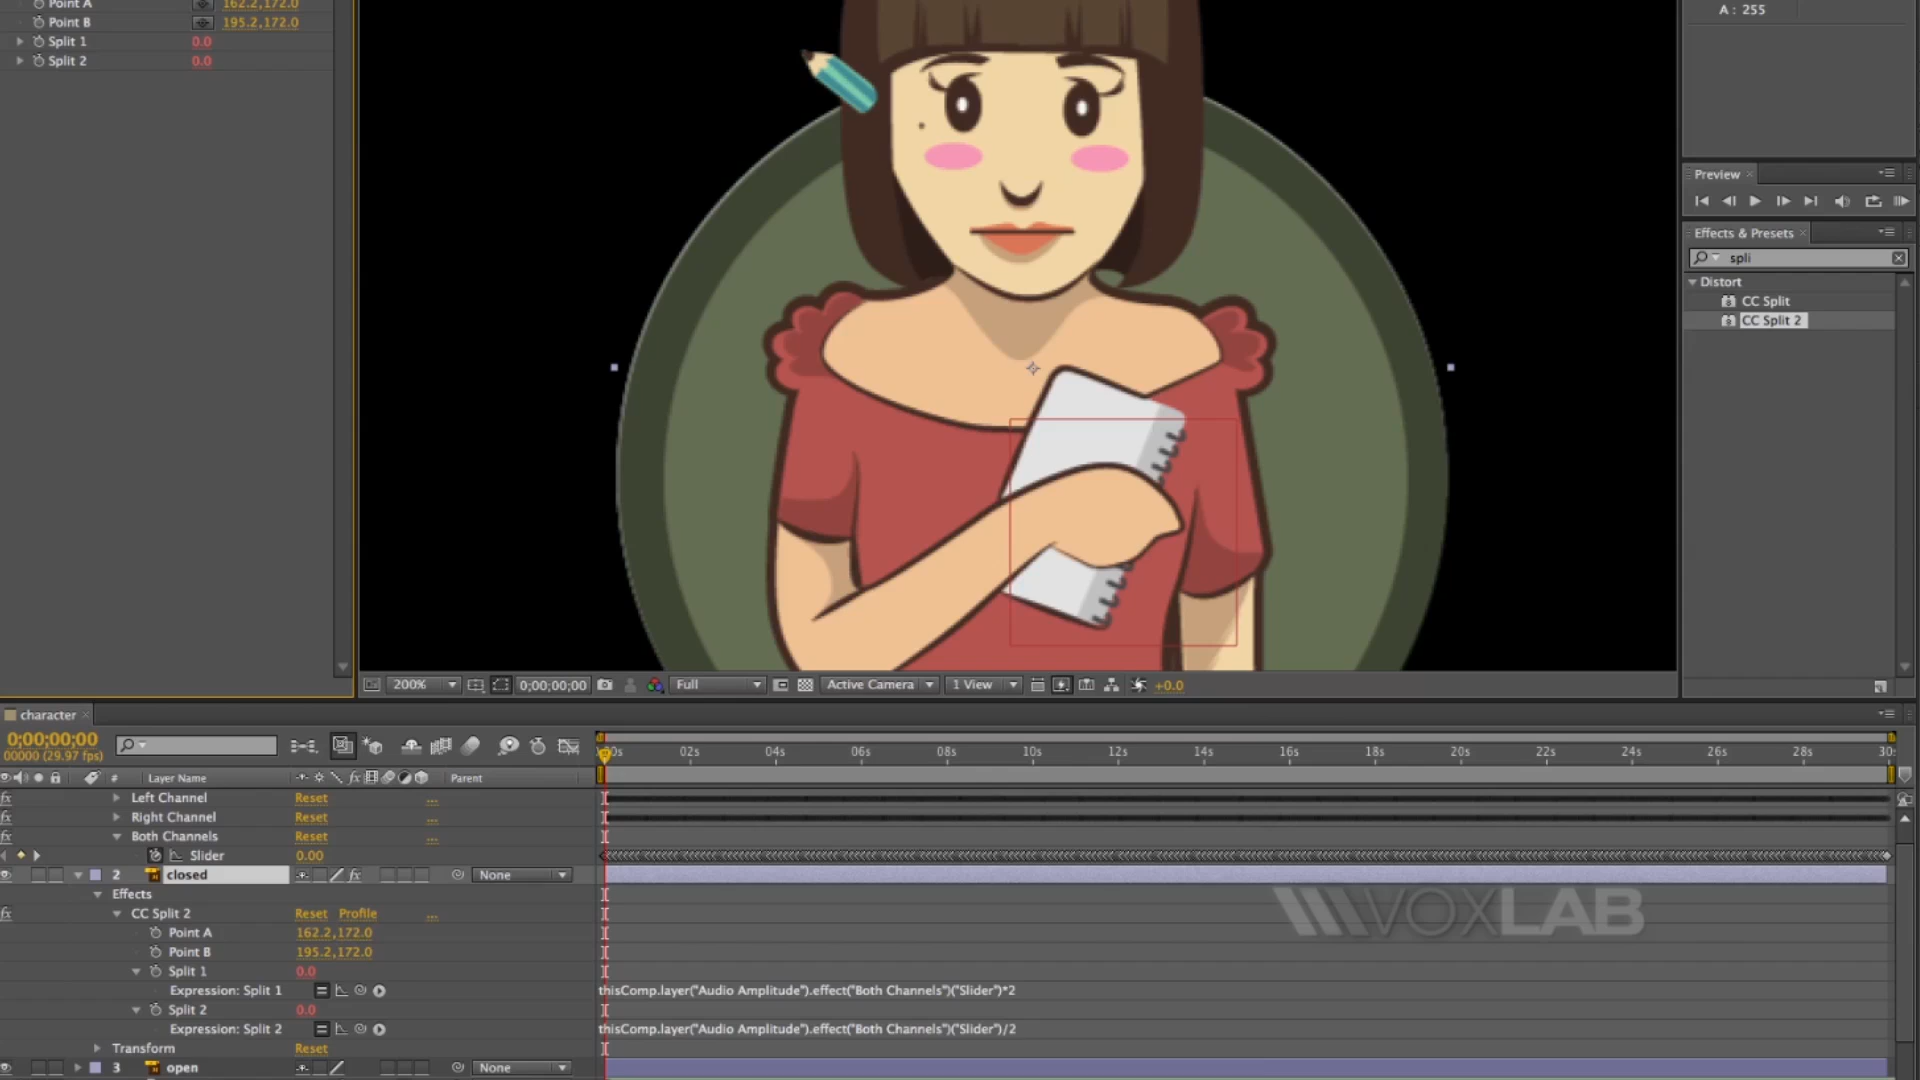 Point A 162.2,172.0
Point B 195.2,172.0
Split 1 0.0
Split 2 0.0
A : 255
Preview
Effects & Presets
spli
Distort
CC Split
CC Split 2
200% 0;00;00;00 Full Active Camera 1 View +0.0
character
0;00;00;00
00000 (29.97 fps)
02s 04s 06s 08s 10s 12s 14s 16s 18s 20s 22s 24s 26s 28s 30s
# Layer Name fx Parent
fx Left Channel Reset ...
fx Right Channel Reset ...
fx Both Channels Reset ...
Slider 0.00
2 closed fx None
Effects
fx CC Split 2 Reset Profile ...
Point A 162.2,172.0
Point B 195.2,172.0
Split 1 0.0
Expression: Split 1 thisComp.layer("Audio Amplitude").effect("Both Channels")("Slider")*2
Split 2 0.0
Expression: Split 2 thisComp.layer("Audio Amplitude").effect("Both Channels")("Slider")/2
Transform Reset
3 open None
VOXLAB